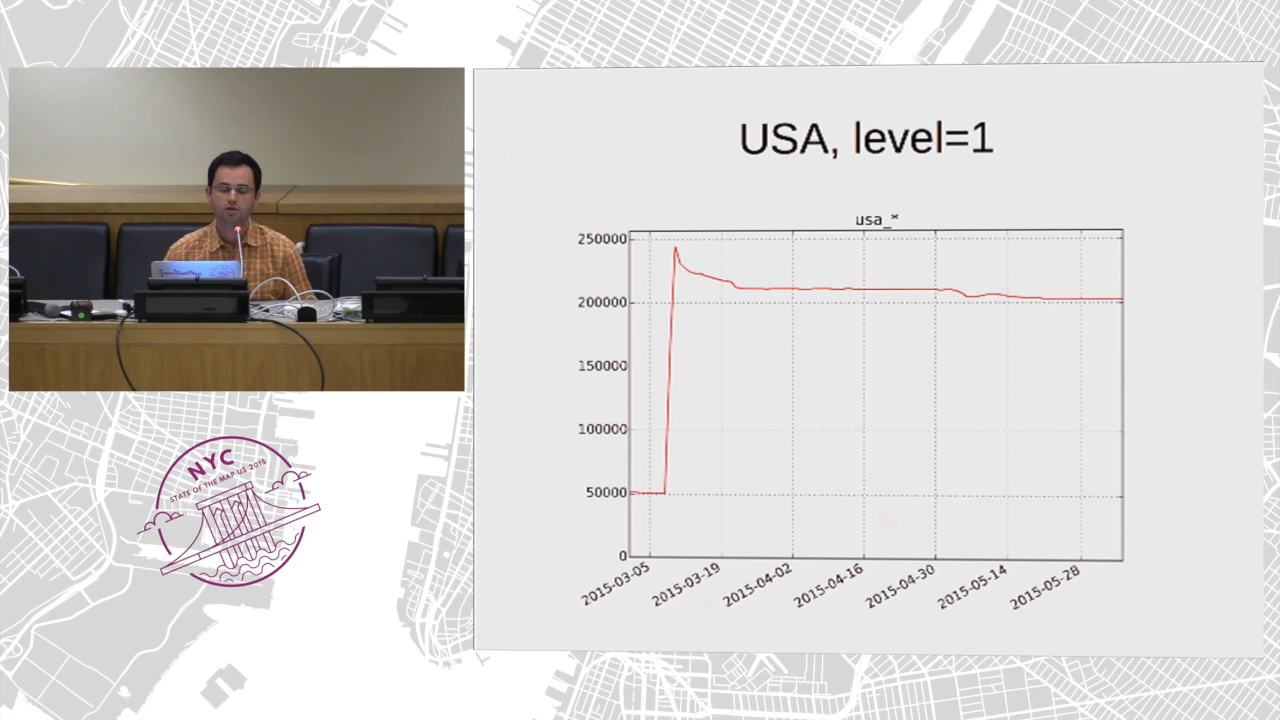 USA, level=1
usa_*
250000
200000
150000
100000
50000
0
2015-03-05
2015-03-19
2015-04-02
2015-04-16
2015-04-30
2015-05-14
2015-05-28
OpenStreetMap
NYC
STATE OF THE MAP US 2015